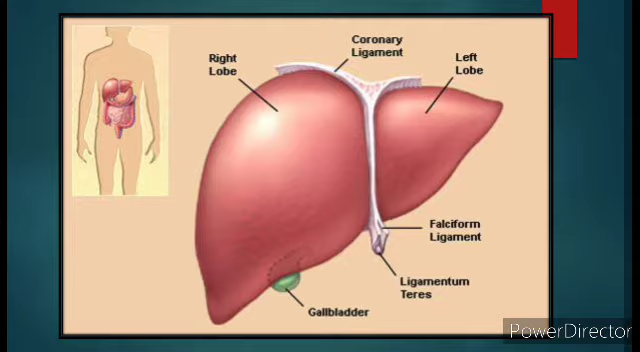 Coronary
Ligament
Right
Lobe
Left
Lobe
Falciform
Ligament
Ligamentum
Teres
Gallbladder
PowerDirector